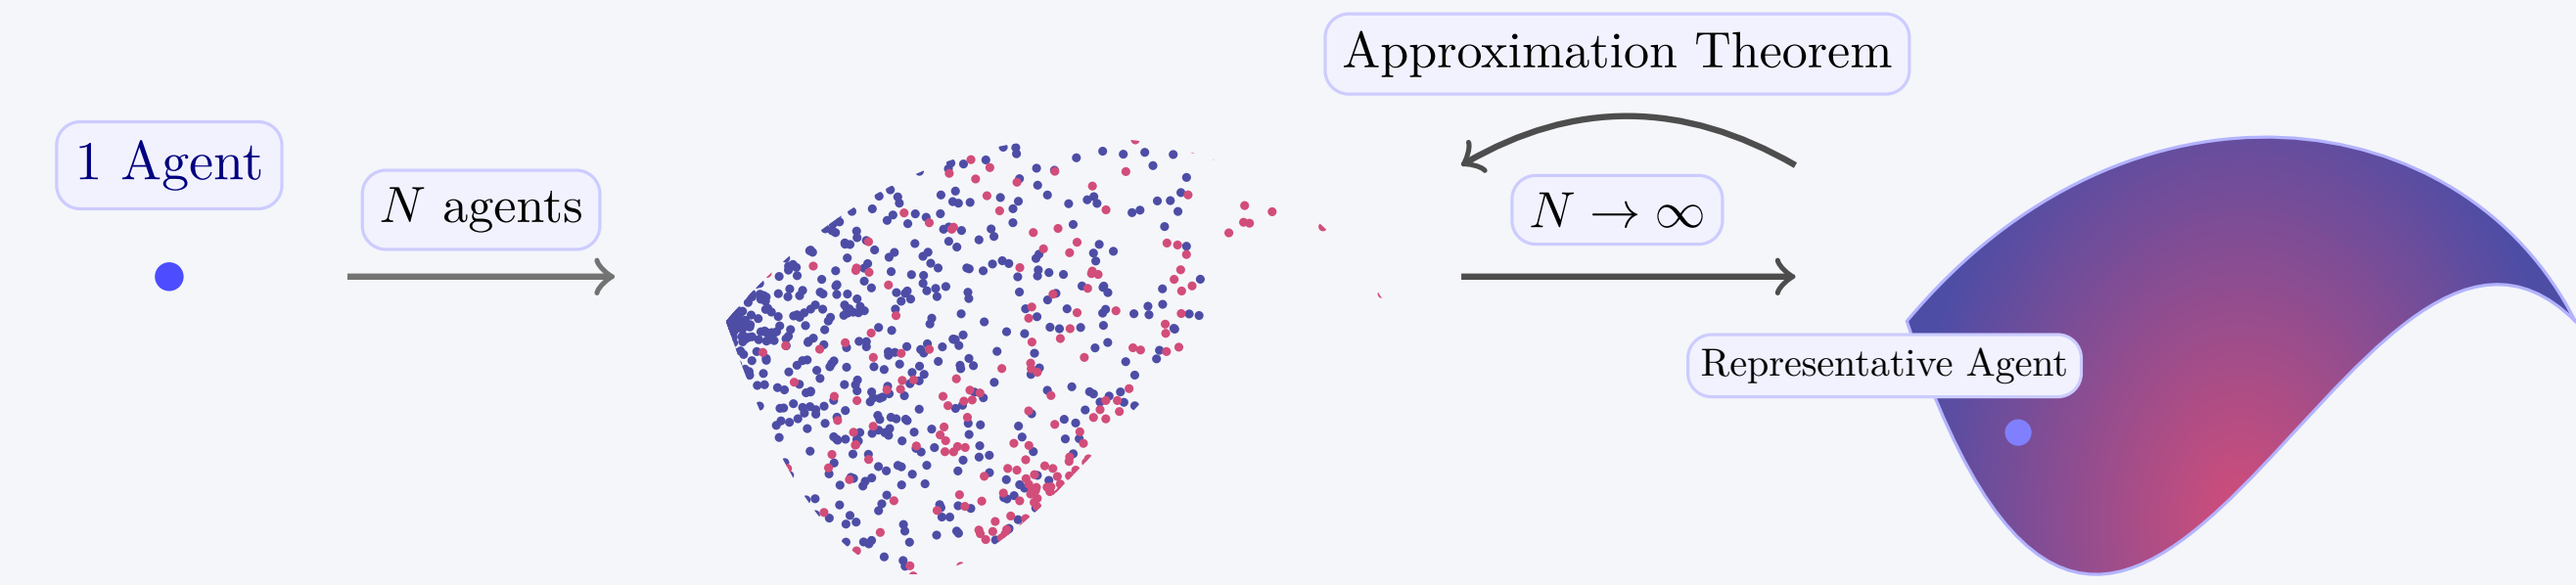 1 Agent
N agents
Approximation Theorem
N → ∞
Representative Agent